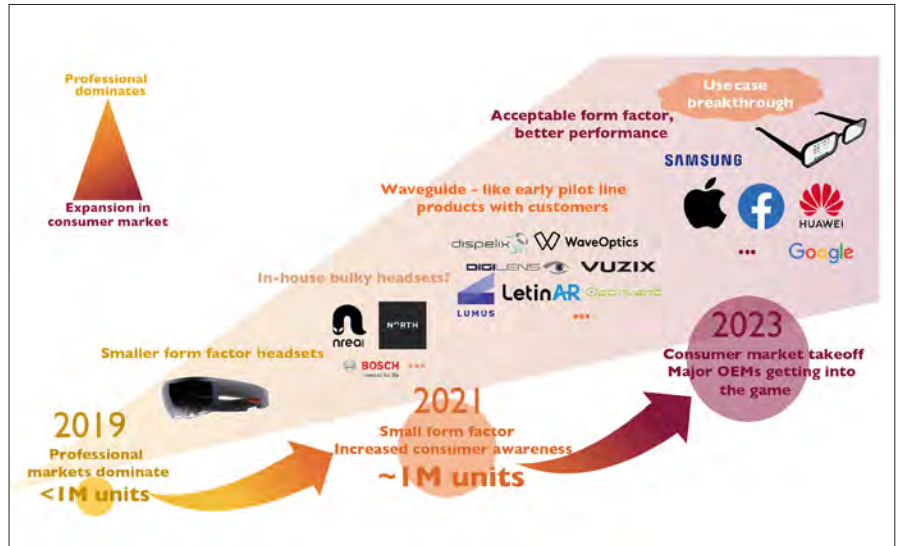 Professional
dominates
Expansion in
consumer market
Use case
breakthrough
Acceptable form factor,
better performance
SAMSUNG
HUAWEI
Google
Waveguide - like early pilot line
products with customers
dispelix WaveOptics
DIGILENS VUZIX
LUMUS LetinAR
In-house bulky headsets?
nreal NORTH
BOSCH
Smaller form factor headsets
2019
Professional
markets dominate
<1M units
2021
Small form factor
Increased consumer awareness
~1M units
2023
Consumer market takeoff
Major OEMs getting into
the game